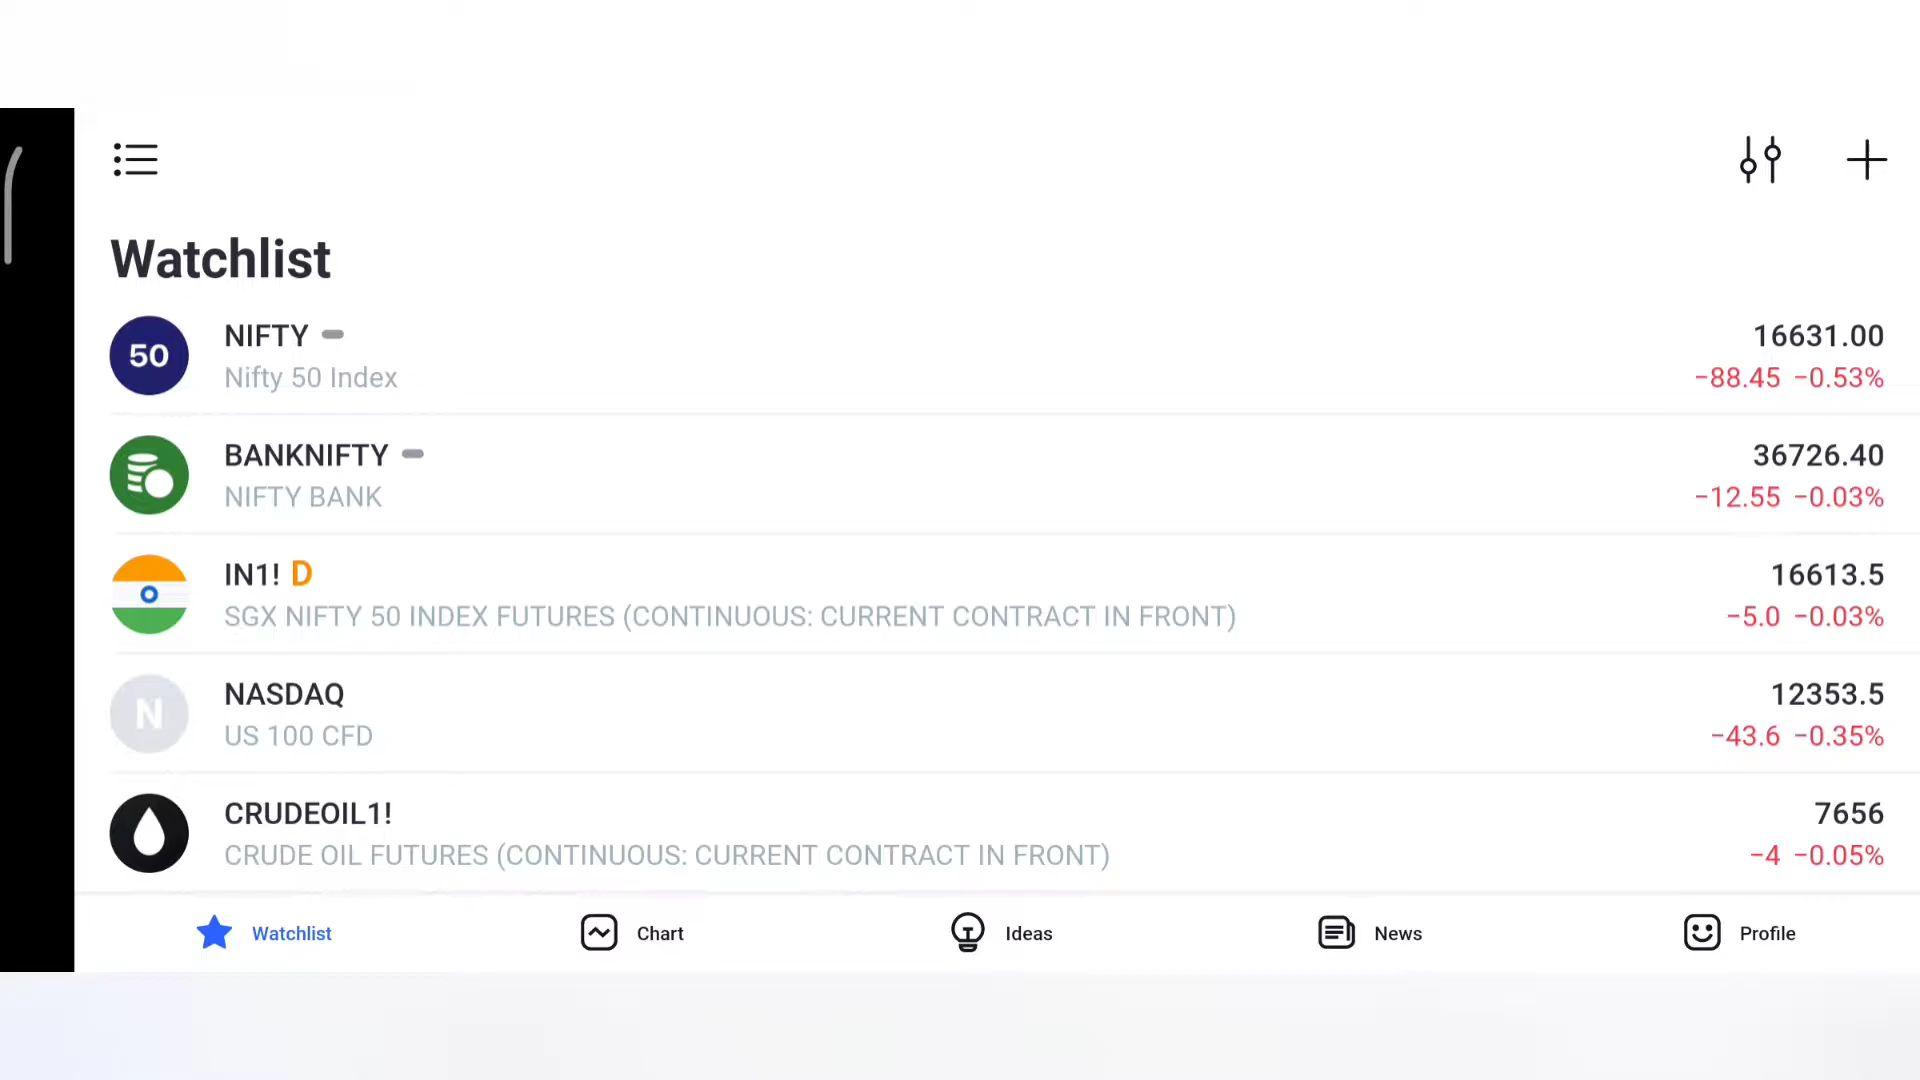 Watchlist
50
NIFTY
16631.00
Nifty 50 Index
−88.45 −0.53%
BANKNIFTY
36726.40
NIFTY BANK
−12.55 −0.03%
IN1! D
16613.5
SGX NIFTY 50 INDEX FUTURES (CONTINUOUS: CURRENT CONTRACT IN FRONT)
−5.0 −0.03%
N
NASDAQ
12353.5
US 100 CFD
−43.6 −0.35%
CRUDEOIL1!
7656
CRUDE OIL FUTURES (CONTINUOUS: CURRENT CONTRACT IN FRONT)
−4 −0.05%
Watchlist Chart Ideas News Profile